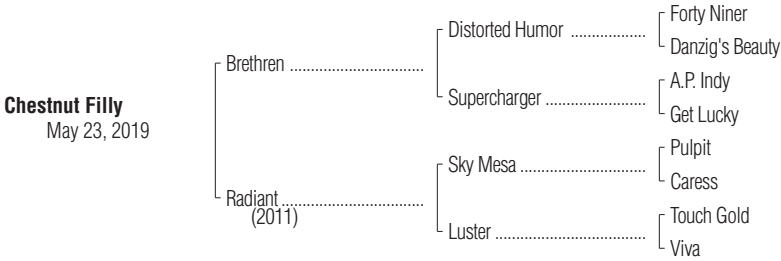 Forty Niner
Distorted Humor ..................
Danzig's Beauty
Brethren ................................
A.P. Indy
Supercharger ........................
Get Lucky
Chestnut Filly
May 23, 2019
Pulpit
Sky Mesa ..............................
Caress
Radiant ..................................
(2011)
Touch Gold
Luster ...................................
Viva